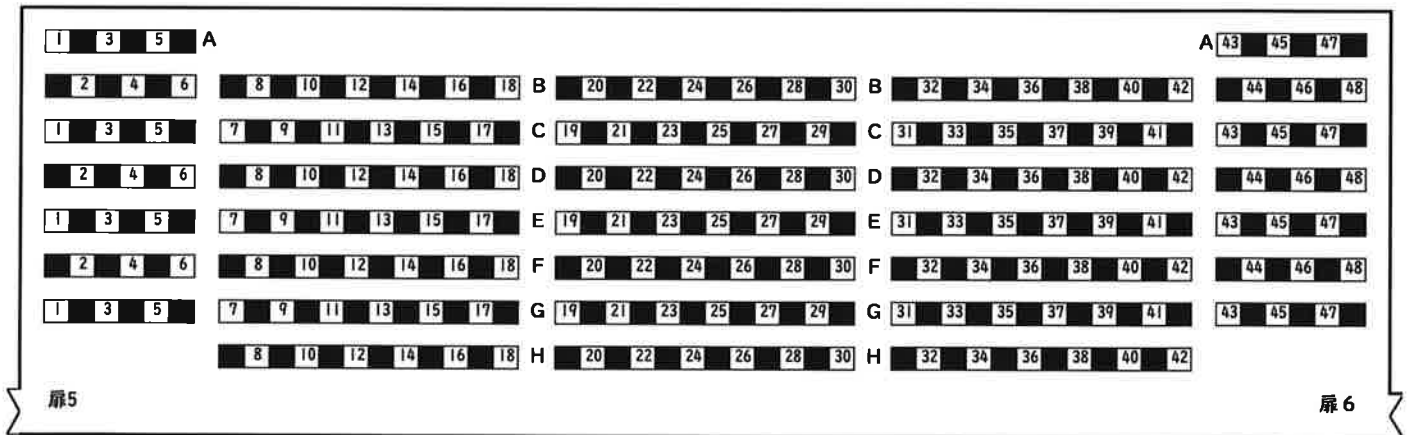 1 3 5 A A 43 45 47
2 4 6 8 10 12 14 16 18 B 20 22 24 26 28 30 B 32 34 36 38 40 42 44 46 48
1 3 5 7 9 11 13 15 17 C 19 21 23 25 27 29 C 31 33 35 37 39 41 43 45 47
2 4 6 8 10 12 14 16 18 D 20 22 24 26 28 30 D 32 34 36 38 40 42 44 46 48
1 3 5 7 9 11 13 15 17 E 19 21 23 25 27 29 E 31 33 35 37 39 41 43 45 47
2 4 6 8 10 12 14 16 18 F 20 22 24 26 28 30 F 32 34 36 38 40 42 44 46 48
1 3 5 7 9 11 13 15 17 G 19 21 23 25 27 29 G 31 33 35 37 39 41 43 45 47
8 10 12 14 16 18 H 20 22 24 26 28 30 H 32 34 36 38 40 42
扉5 扉6